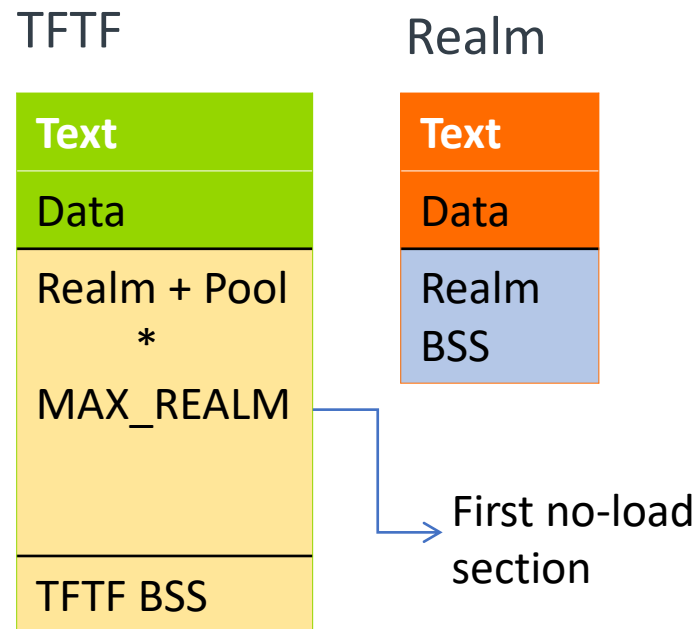 TFTF
Text
Data
Realm + Pool
*
MAX_REALM
TFTF BSS
Realm
Text
Data
Realm
BSS
First no-load
section